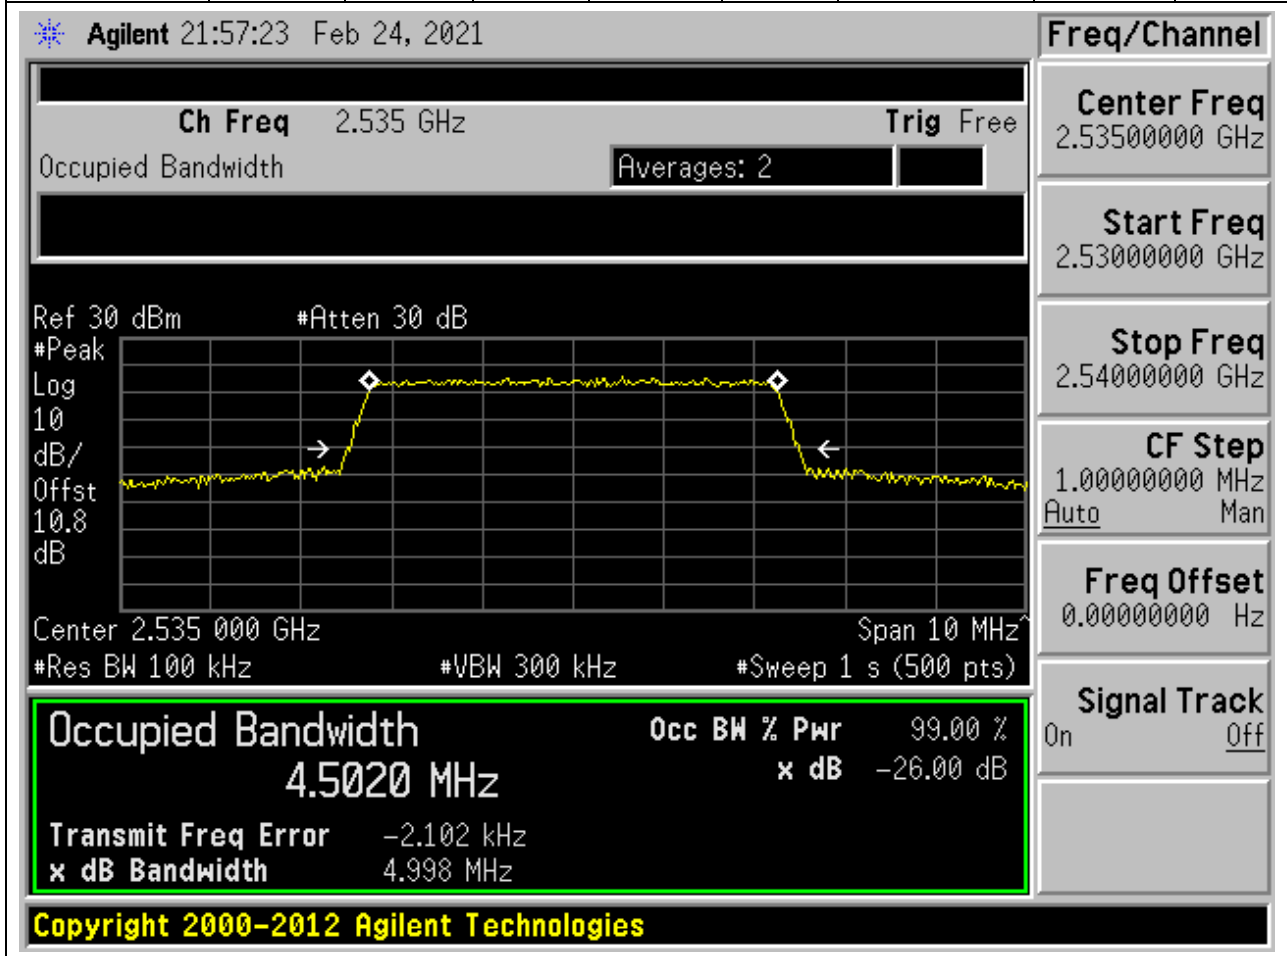 Agilent 21:57:23 Feb 24, 2021
Ch Freq 2.535 GHz Trig Free
Occupied Bandwidth Averages: 2
Ref 30 dBm #Atten 30 dB
#Peak
Log
10
dB/
Offst
10.8
dB
Center 2.535 000 GHz Span 10 MHz^
#Res BW 100 kHz #VBW 300 kHz #Sweep 1 s (500 pts)
Occupied Bandwidth Occ BW % Pwr 99.00 %
4.5020 MHz x dB -26.00 dB
Transmit Freq Error -2.102 kHz
x dB Bandwidth 4.998 MHz
Copyright 2000-2012 Agilent Technologies
Freq/Channel
Center Freq
2.53500000 GHz
Start Freq
2.53000000 GHz
Stop Freq
2.54000000 GHz
CF Step
1.00000000 MHz
Auto Man
Freq Offset
0.00000000 Hz
Signal Track
On Off